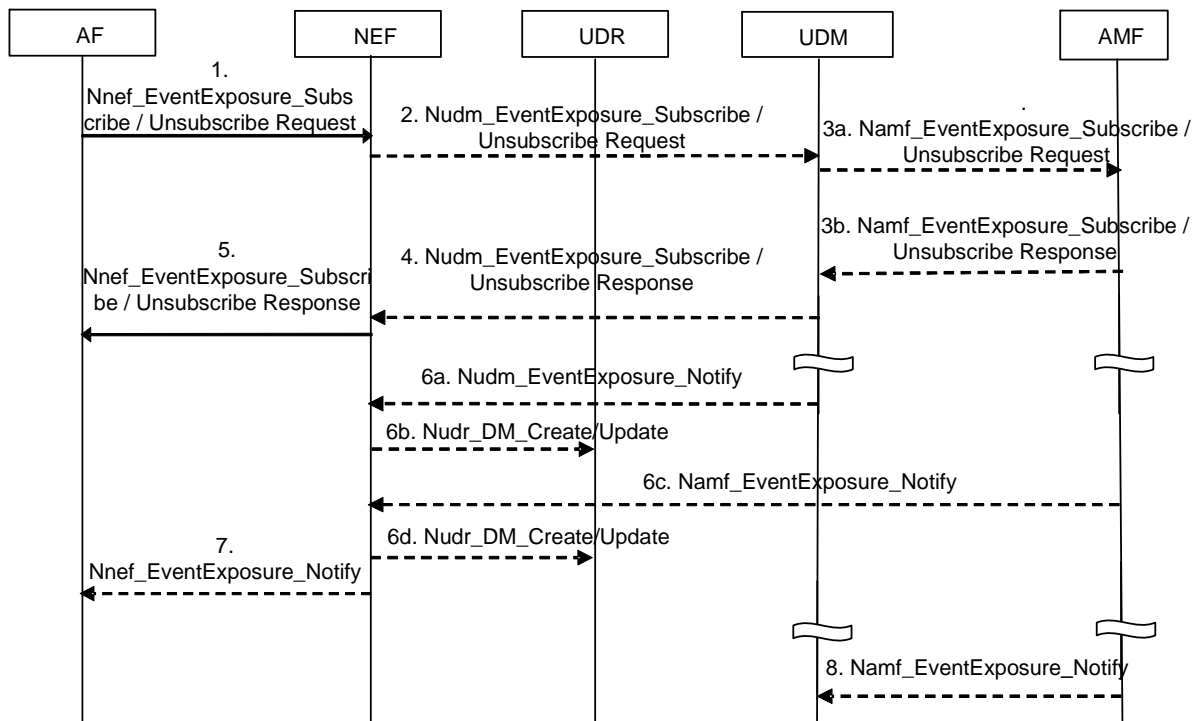 AF
NEF
UDR
UDM
AMF
1.
Nnef_EventExposure_Subs
cribe / Unsubscribe Request
2. Nudm_EventExposure_Subscribe /
Unsubscribe Request
.
3a. Namf_EventExposure_Subscribe /
Unsubscribe Request
3b. Namf_EventExposure_Subscribe /
Unsubscribe Response
4. Nudm_EventExposure_Subscribe /
Unsubscribe Response
5.
Nnef_EventExposure_Subscri
be / Unsubscribe Response
6a. Nudm_EventExposure_Notify
6b. Nudr_DM_Create/Update
6c. Namf_EventExposure_Notify
6d. Nudr_DM_Create/Update
7.
Nnef_EventExposure_Notify
8. Namf_EventExposure_Notify